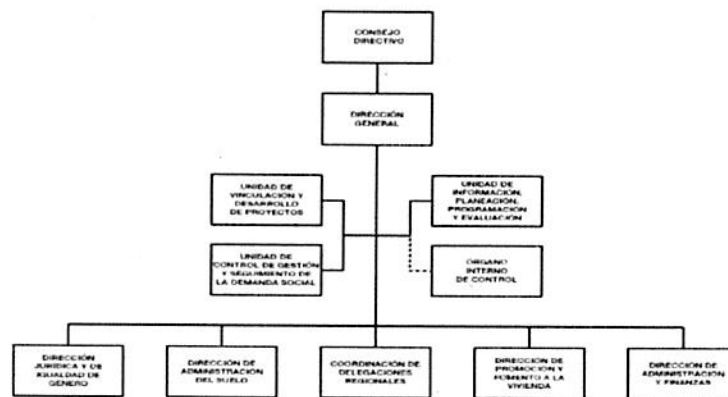 CONSEJO
DIRECTIVO
DIRECCIÓN
GENERAL
UNIDAD DE
VINCULACIÓN Y
DESARROLLO
DE PROYECTOS
UNIDAD DE
INFORMACIÓN,
PLANEACIÓN,
PROGRAMACIÓN
Y EVALUACIÓN
UNIDAD DE
CONTROL DE GESTIÓN
Y SEGUIMIENTO DE
LA DEMANDA SOCIAL
ÓRGANO
INTERNO
DE CONTROL
DIRECCIÓN
JURÍDICA Y DE
IGUALDAD DE
GÉNERO
DIRECCIÓN DE
ADMINISTRACIÓN
DEL SUELO
COORDINACIÓN DE
DELEGACIONES
REGIONALES
DIRECCIÓN DE
PROMOCIÓN Y
FOMENTO A LA
VIVIENDA
DIRECCIÓN DE
ADMINISTRACIÓN
Y FINANZAS